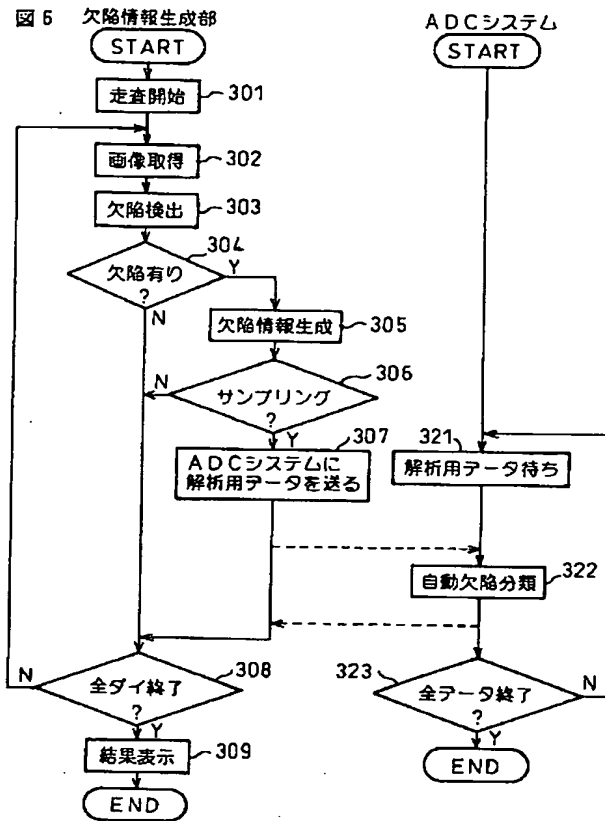 図6 欠陥情報生成部
START
走査開始 301
画像取得 302
欠陥検出 303
304
欠陥有り
?
Y
N
欠陥情報生成 305
306
サンプリング
?
N
Y
307
ADCシステムに
解析用データを送る
308
全ダイ終了
?
N
Y
結果表示 309
END
ADCシステム
START
321
解析用データ待ち
自動欠陥分類 322
323
全データ終了
?
N
Y
END